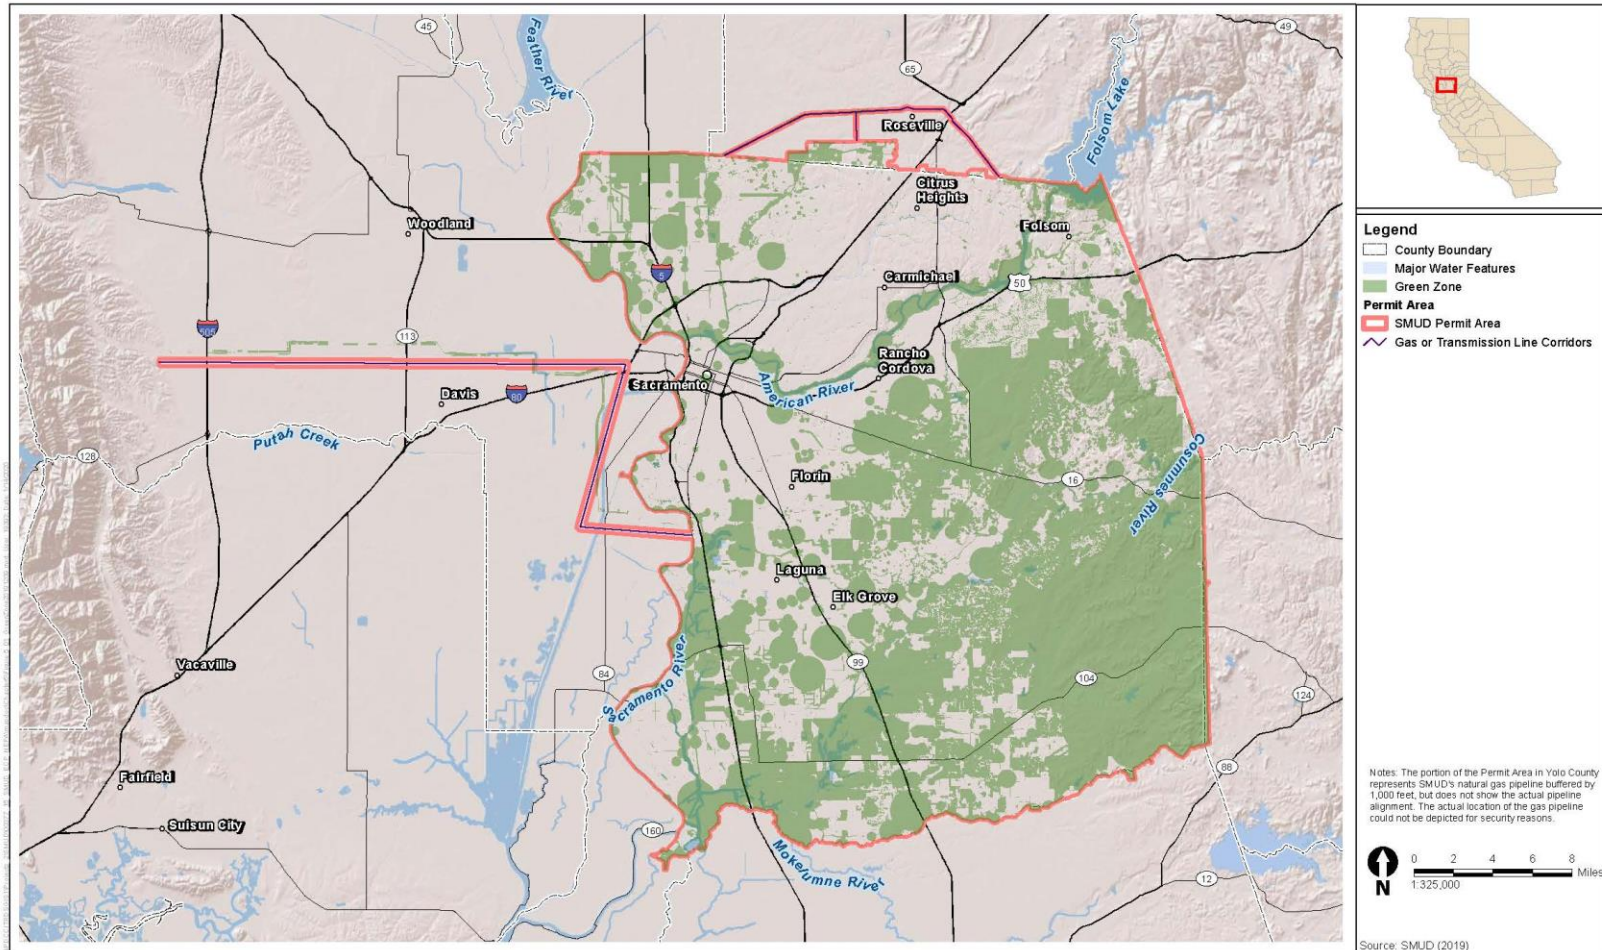 45
49
Feather River
65
Folsom Lake
Roseville
Citrus
Heights
Woodland
Folsom
5
Carmichael
50
505
113
Rancho
Cordova
Sacramento
American River
Davis
80
Putah Creek
128
Cosumnes River
16
Florin
Laguna
Elk Grove
Vacaville
84
Sacramento River
99
104
124
Fairfield
88
Suisun City
160
Mokelumne River
12
Legend
County Boundary
Major Water Features
Green Zone
Permit Area
SMUD Permit Area
Gas or Transmission Line Corridors
Notes: The portion of the Permit Area in Yolo County
represents SMUD's natural gas pipeline buffered by
1,000 feet, but does not show the actual pipeline
alignment. The actual location of the gas pipeline
could not be depicted for security reasons.
N
0 2 4 6 8
Miles
1:325,000
Source: SMUD (2019)